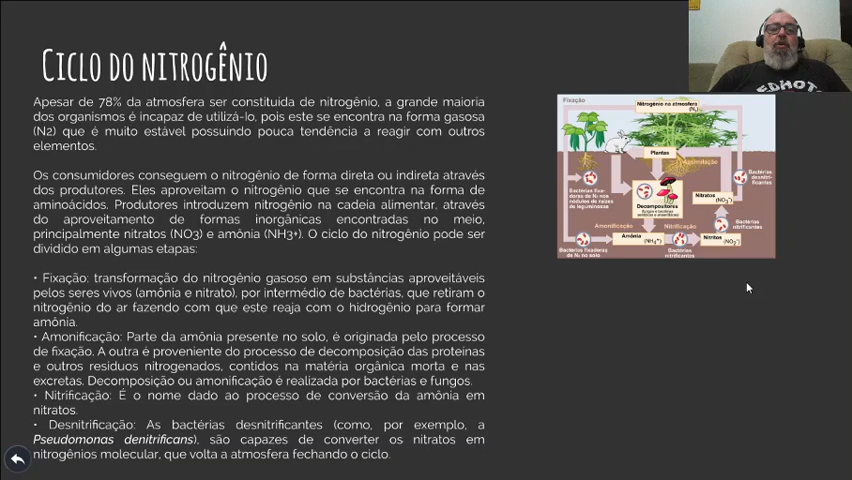 CICLO DO NITROGÊNIO
Apesar de 78% da atmosfera ser constituída de nitrogênio, a grande maioria
dos organismos é incapaz de utilizá-lo, pois este se encontra na forma gasosa
(N2) que é muito estável possuindo pouca tendência a reagir com outros
elementos.
Os consumidores conseguem o nitrogênio de forma direta ou indireta através
dos produtores. Eles aproveitam o nitrogênio que se encontra na forma de
aminoácidos. Produtores introduzem nitrogênio na cadeia alimentar, através
do aproveitamento de formas inorgânicas encontradas no meio,
principalmente nitratos (NO3) e amônia (NH3+). O ciclo do nitrogênio pode ser
dividido em algumas etapas:
• Fixação: transformação do nitrogênio gasoso em substâncias aproveitáveis
pelos seres vivos (amônia e nitrato), por intermédio de bactérias, que retiram o
nitrogênio do ar fazendo com que este reaja com o hidrogênio para formar
amônia.
• Amonificação: Parte da amônia presente no solo, é originada pelo processo
de fixação. A outra é proveniente do processo de decomposição das proteínas
e outros resíduos nitrogenados, contidos na matéria orgânica morta e nas
excretas. Decomposição ou amonificação é realizada por bactérias e fungos.
• Nitrificação: É o nome dado ao processo de conversão da amônia em
nitratos.
• Desnitrificação: As bactérias desnitrificantes (como, por exemplo, a
Pseudomonas denitrificans), são capazes de converter os nitratos em
nitrogênios molecular, que volta a atmosfera fechando o ciclo.
Fixação
Nitrogênio na atmosfera
(N₂)
Plantas
Assimilação
Bactérias fixa-
doras de N₂ nos
nódulos de raízes
de leguminosas
Decompositores
Nitratos
(NO₃⁻)
Bactérias
desnitri-
ficantes
Amonificação
Nitrificação
Amônia
(NH₄⁺)
Nitritos
(NO₂⁻)
Bactérias
nitrificantes
Bactérias
nitrificantes
Bactérias fixadoras
de N₂ no solo